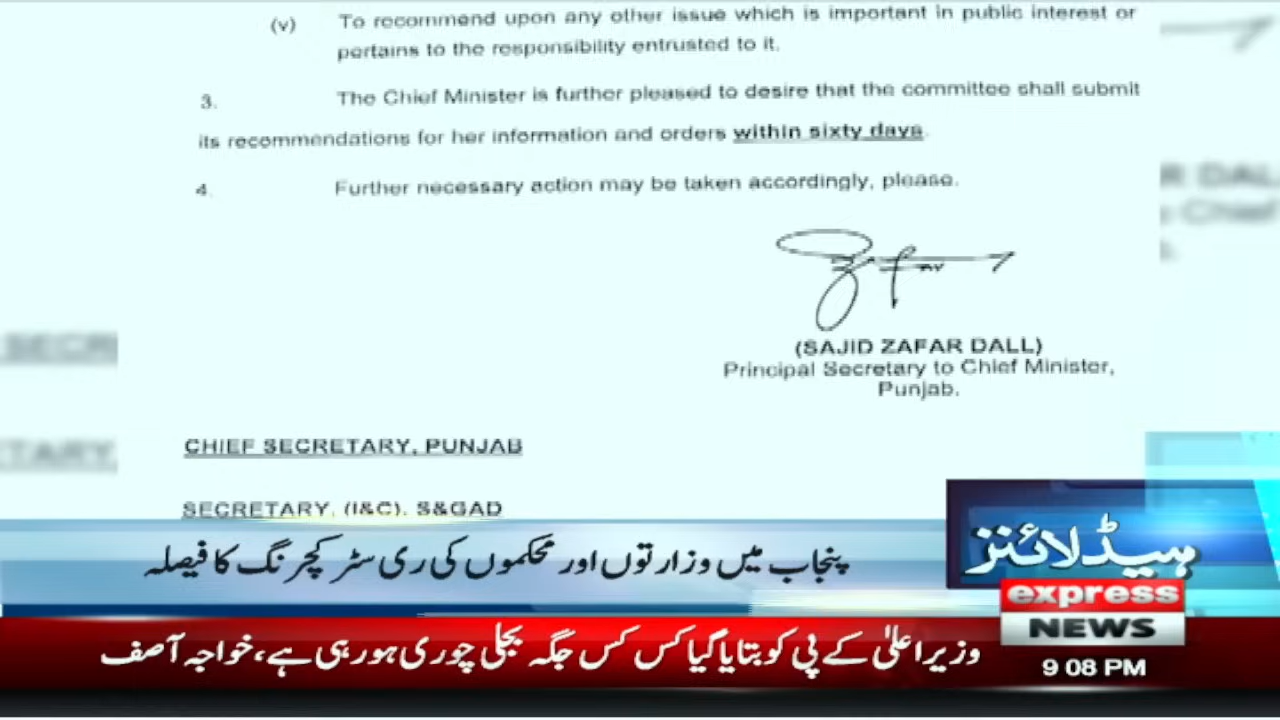 (v) To recommend upon any other issue which is important in public interest or
pertains to the responsibility entrusted to it.
3. The Chief Minister is further pleased to desire that the committee shall submit
its recommendations for her information and orders within sixty days.
4. Further necessary action may be taken accordingly, please.
(SAJID ZAFAR DALL)
Principal Secretary to Chief Minister,
Punjab.
CHIEF SECRETARY, PUNJAB
SECRETARY, (I&C), S&GAD
ہیڈلائنز
پنجاب میں وزارتوں اور محکموں کی ری سٹرکچرنگ کا فیصلہ
express
NEWS
وزیراعلیٰ کے پی کو بتایا گیا کس کس جگہ بجلی چوری ہورہی ہے، خواجہ آصف
9:08 PM